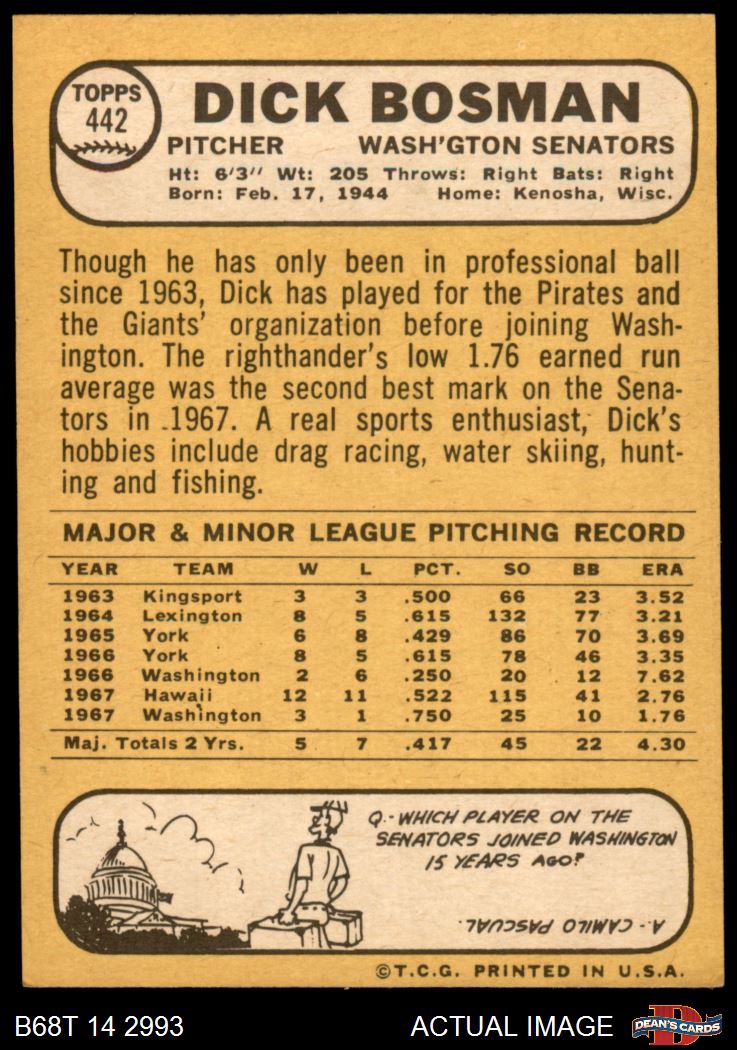 TOPPS
442
DICK BOSMAN
PITCHER WASH'GTON SENATORS
Ht: 6'3'' Wt: 205 Throws: Right Bats: Right
Born: Feb. 17, 1944 Home: Kenosha, Wisc.
Though he has only been in professional ball
since 1963, Dick has played for the Pirates and
the Giants' organization before joining Wash-
ington. The righthander's low 1.76 earned run
average was the second best mark on the Sena-
tors in 1967. A real sports enthusiast, Dick's
hobbies include drag racing, water skiing, hunt-
ing and fishing.
MAJOR & MINOR LEAGUE PITCHING RECORD
YEAR TEAM W L PCT. SO BB ERA
1963 Kingsport 3 3 .500 66 23 3.52
1964 Lexington 8 5 .615 132 77 3.21
1965 York 6 8 .429 86 70 3.69
1966 York 8 5 .615 78 46 3.35
1966 Washington 2 6 .250 20 12 7.62
1967 Hawaii 12 11 .522 115 41 2.76
1967 Washington 3 1 .750 25 10 1.76
Maj. Totals 2 Yrs. 5 7 .417 45 22 4.30
Q.- WHICH PLAYER ON THE
SENATORS JOINED WASHINGTON
15 YEARS AGO?
A.- CAMILO PASCUAL.
©T.C.G. PRINTED IN U.S.A.
B68T 14 2993 ACTUAL IMAGE
D
DEAN'S CARDS